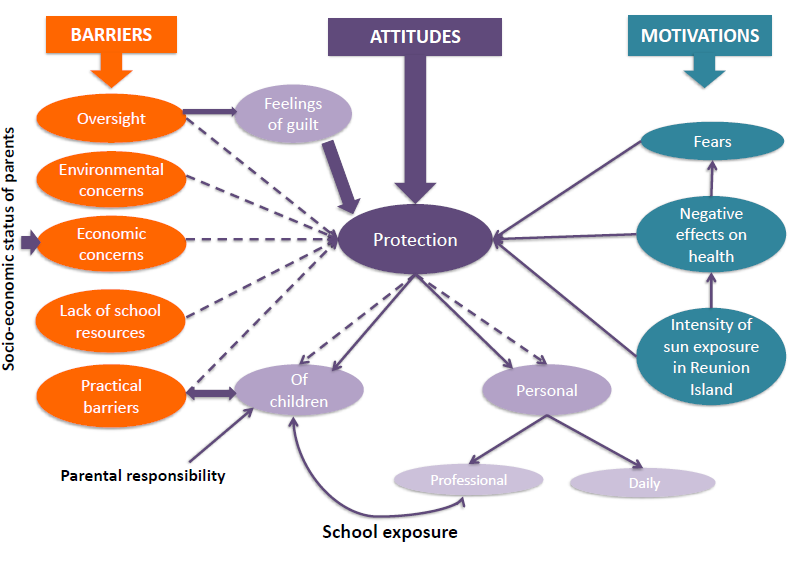 BARRIERS
ATTITUDES
MOTIVATIONS
Socio-economic status of parents
Oversight
Feelings
of guilt
Environmental
concerns
Economic
concerns
Lack of school
resources
Practical
barriers
Protection
Fears
Negative
effects on
health
Intensity of
sun exposure
in Reunion
Island
Of
children
Personal
Parental responsibility
Professional
Daily
School exposure